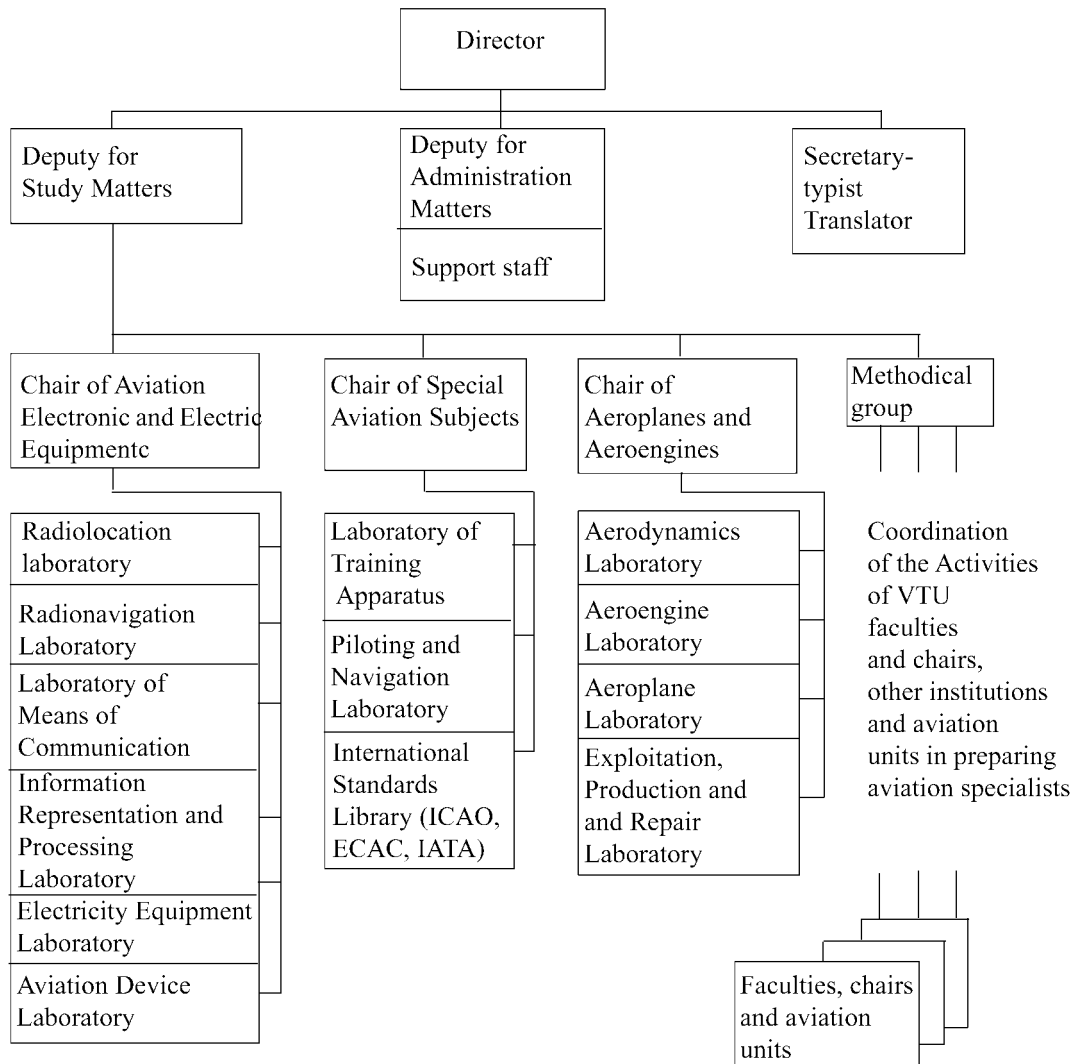 Director
Deputy for
Study Matters
Deputy for
Administration
Matters
Support staff
Secretary-
typist
Translator
Chair of Aviation
Electronic and Electric
Equipmentc
Chair of Special
Aviation Subjects
Chair of
Aeroplanes and
Aeroengines
Methodical
group
Radiolocation
laboratory
Radionavigation
Laboratory
Laboratory of
Means of
Communication
Information
Representation and
Processing
Laboratory
Electricity Equipment
Laboratory
Aviation Device
Laboratory
Laboratory of
Training
Apparatus
Piloting and
Navigation
Laboratory
International
Standards
Library (ICAO,
ECAC, IATA)
Aerodynamics
Laboratory
Aeroengine
Laboratory
Aeroplane
Laboratory
Exploitation,
Production and
and Repair
Laboratory
Coordination
of the Activities
of VTU
faculties
and chairs,
other institutions
and aviation
units in preparing
aviation specialists
Faculties, chairs
and aviation
units